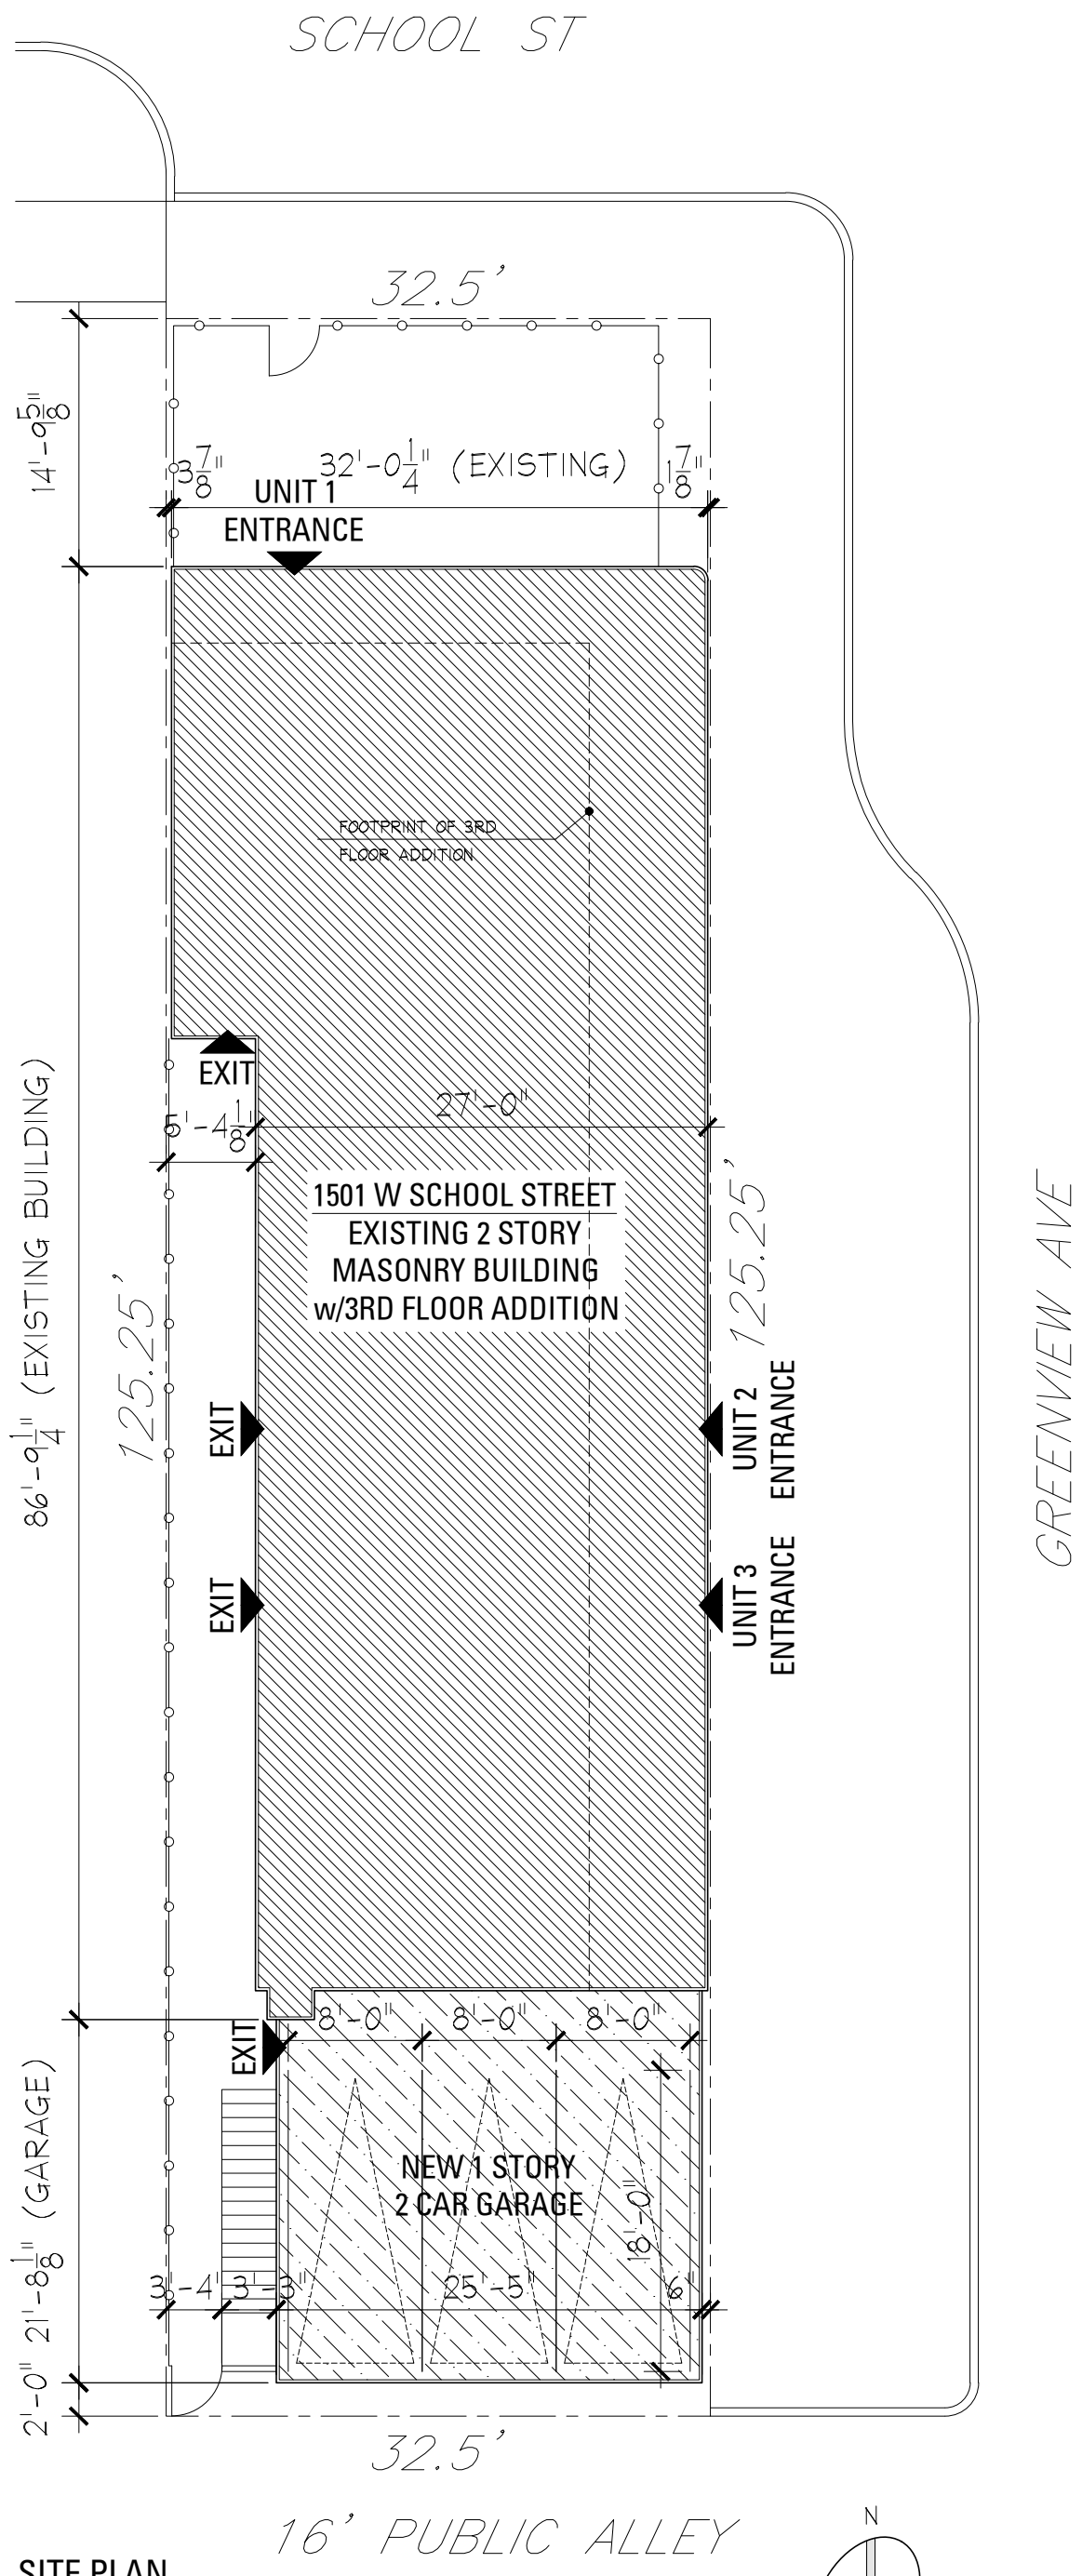 SCHOOL ST
32.5'
14'-9 5/8"
3 7/8"
32'-0 1/4" (EXISTING)
1 7/8"
UNIT 1
ENTRANCE
FOOTPRINT OF 3RD
FLOOR ADDITION
EXIT
5'-4 1/8"
27'-0"
1501 W SCHOOL STREET
EXISTING 2 STORY
MASONRY BUILDING
w/3RD FLOOR ADDITION
86'-9 1/4" (EXISTING BUILDING)
125.25'
125.25'
GREENVIEW AVE
EXIT
UNIT 2
ENTRANCE
EXIT
UNIT 3
ENTRANCE
8'-0"
8'-0"
8'-0"
EXIT
NEW 1 STORY
2 CAR GARAGE
18'-0"
21'-8 1/8" (GARAGE)
3'-4"
3'-3"
25'-5"
6"
2'-0"
32.5'
16' PUBLIC ALLEY
N
SITE PLAN